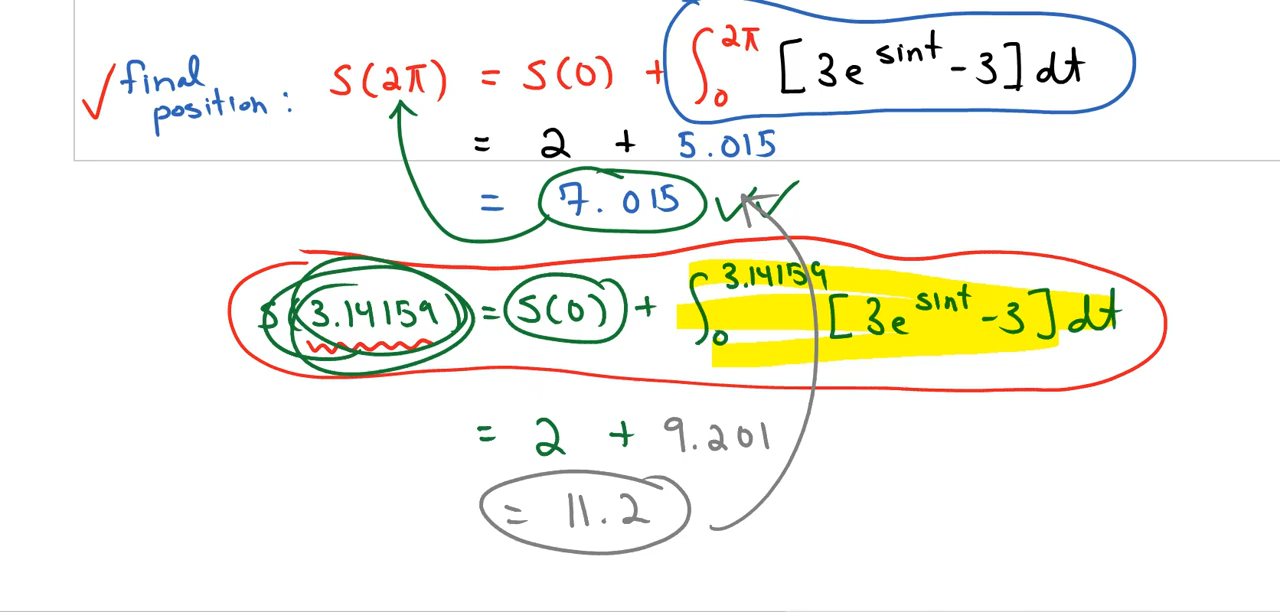 final position: S(2π) = S(0) + ∫₀^2π [3e^sint - 3] dt
= 2 + 5.015
= 7.015
S(3.14159) = S(0) + ∫₀^3.14159 [3e^sint - 3] dt
= 2 + 9.201
= 11.2